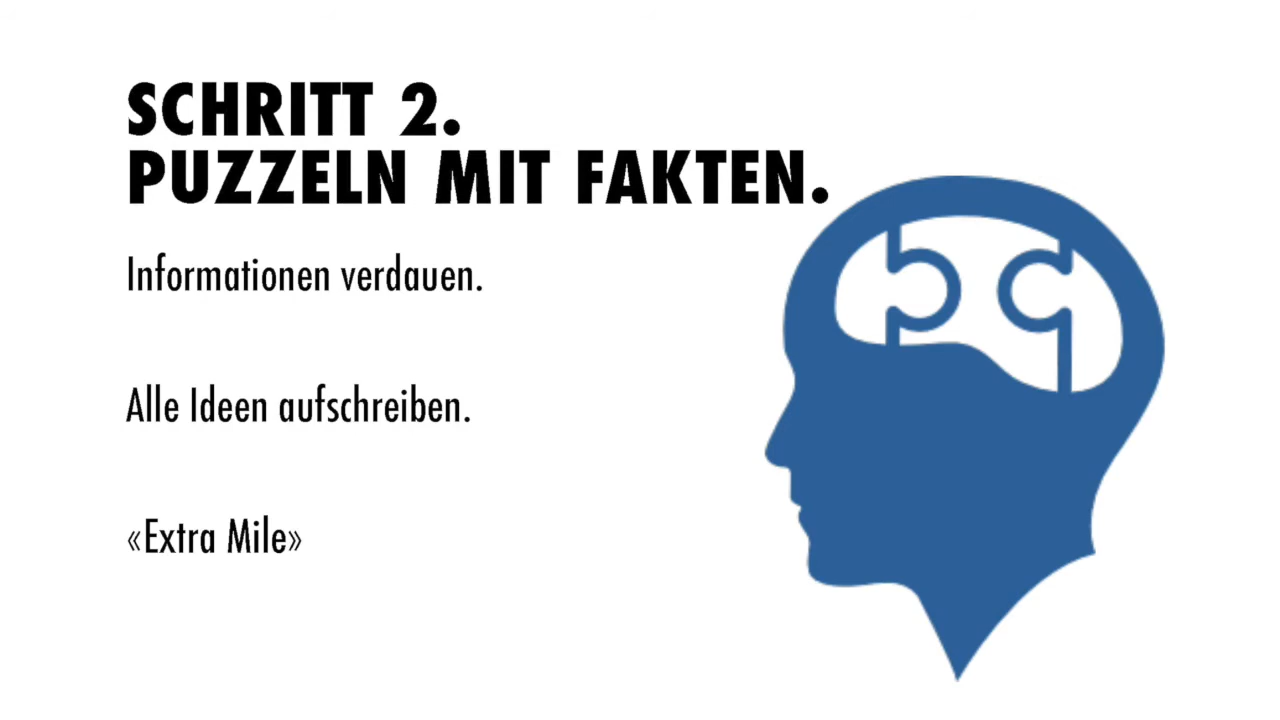 SCHRITT 2.
PUZZELN MIT FAKTEN.
Informationen verdauen.
Alle Ideen aufschreiben.
«Extra Mile»